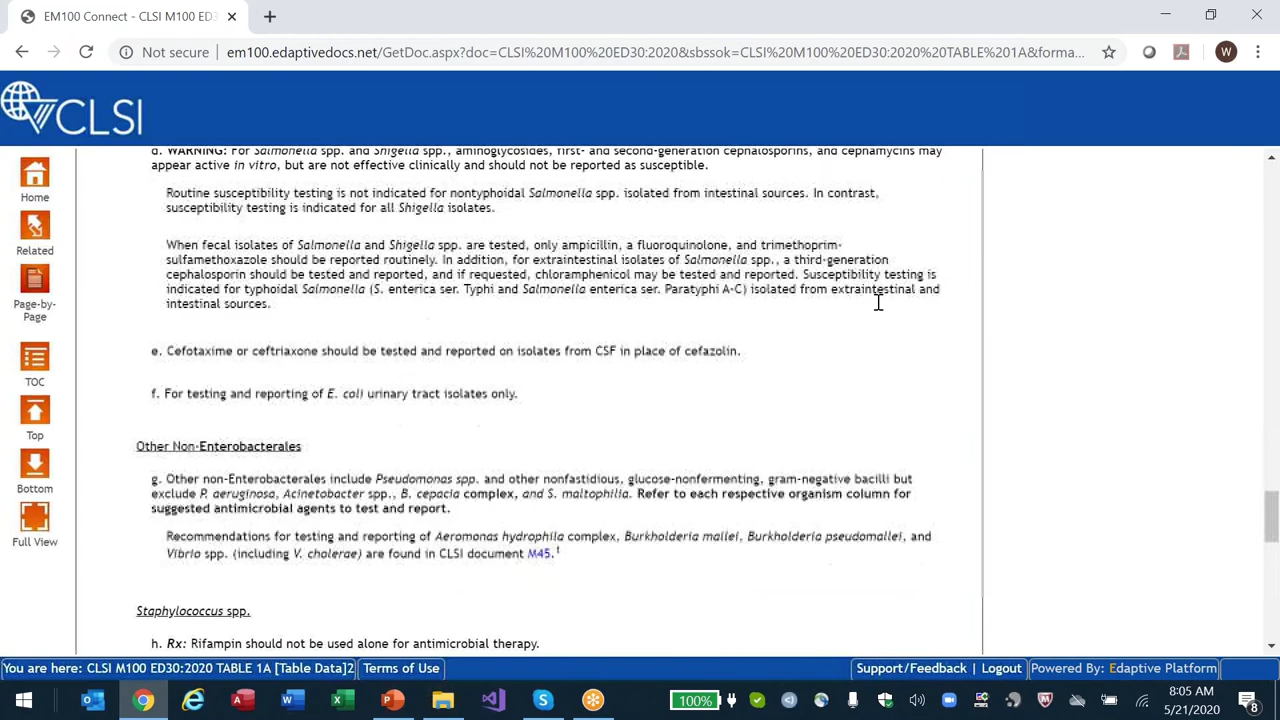 EM100 Connect - CLSI M100 ED30
Not secure
em100.edaptivedocs.net/GetDoc.aspx?doc=CLSI%20M100%20ED30:2020&sbssok=CLSI%20M100%20ED30:2020%20TABLE%201A&forma...
W
CLSI
Home
Related
Page-by-
Page
TOC
Top
Bottom
Full View
d. WARNING: For Salmonella spp. and Shigella spp., aminoglycosides, first- and second-generation cephalosporins, and cephamycins may
appear active in vitro, but are not effective clinically and should not be reported as susceptible.
Routine susceptibility testing is not indicated for nontyphoidal Salmonella spp. isolated from intestinal sources. In contrast,
susceptibility testing is indicated for all Shigella isolates.
When fecal isolates of Salmonella and Shigella spp. are tested, only ampicillin, a fluoroquinolone, and trimethoprim-
sulfamethoxazole should be reported routinely. In addition, for extraintestinal isolates of Salmonella spp., a third-generation
cephalosporin should be tested and reported, and if requested, chloramphenicol may be tested and reported. Susceptibility testing is
indicated for typhoidal Salmonella (S. enterica ser. Typhi and Salmonella enterica ser. Paratyphi A-C) isolated from extraintestinal and
intestinal sources.
e. Cefotaxime or ceftriaxone should be tested and reported on isolates from CSF in place of cefazolin.
f. For testing and reporting of E. coli urinary tract isolates only.
Other Non-Enterobacterales
g. Other non-Enterobacterales include Pseudomonas spp. and other nonfastidious, glucose-nonfermenting, gram-negative bacilli but
exclude P. aeruginosa, Acinetobacter spp., B. cepacia complex, and S. maltophilia. Refer to each respective organism column for
suggested antimicrobial agents to test and report.
Recommendations for testing and reporting of Aeromonas hydrophila complex, Burkholderia mallei, Burkholderia pseudomallei, and
Vibrio spp. (including V. cholerae) are found in CLSI document M45.1
Staphylococcus spp.
h. Rx: Rifampin should not be used alone for antimicrobial therapy.
You are here: CLSI M100 ED30:2020 TABLE 1A [Table Data]2
Terms of Use
Support/Feedback
Logout
Powered By: Edaptive Platform
100%
8:05 AM
5/21/2020
8